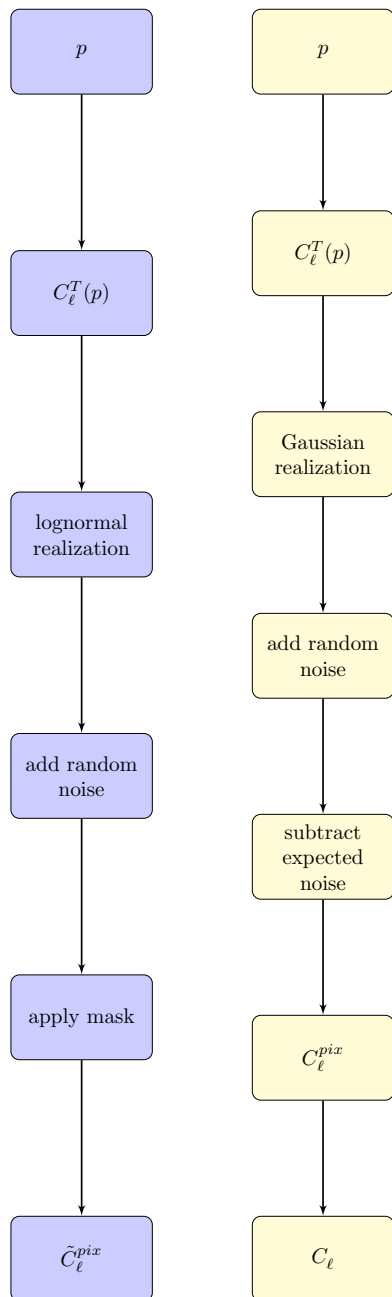 p
C_ℓ^T(p)
lognormal
realization
add random
noise
apply mask
C̃_ℓ^{pix}
p
C_ℓ^T(p)
Gaussian
realization
add random
noise
subtract
expected
noise
C_ℓ^{pix}
C_ℓ